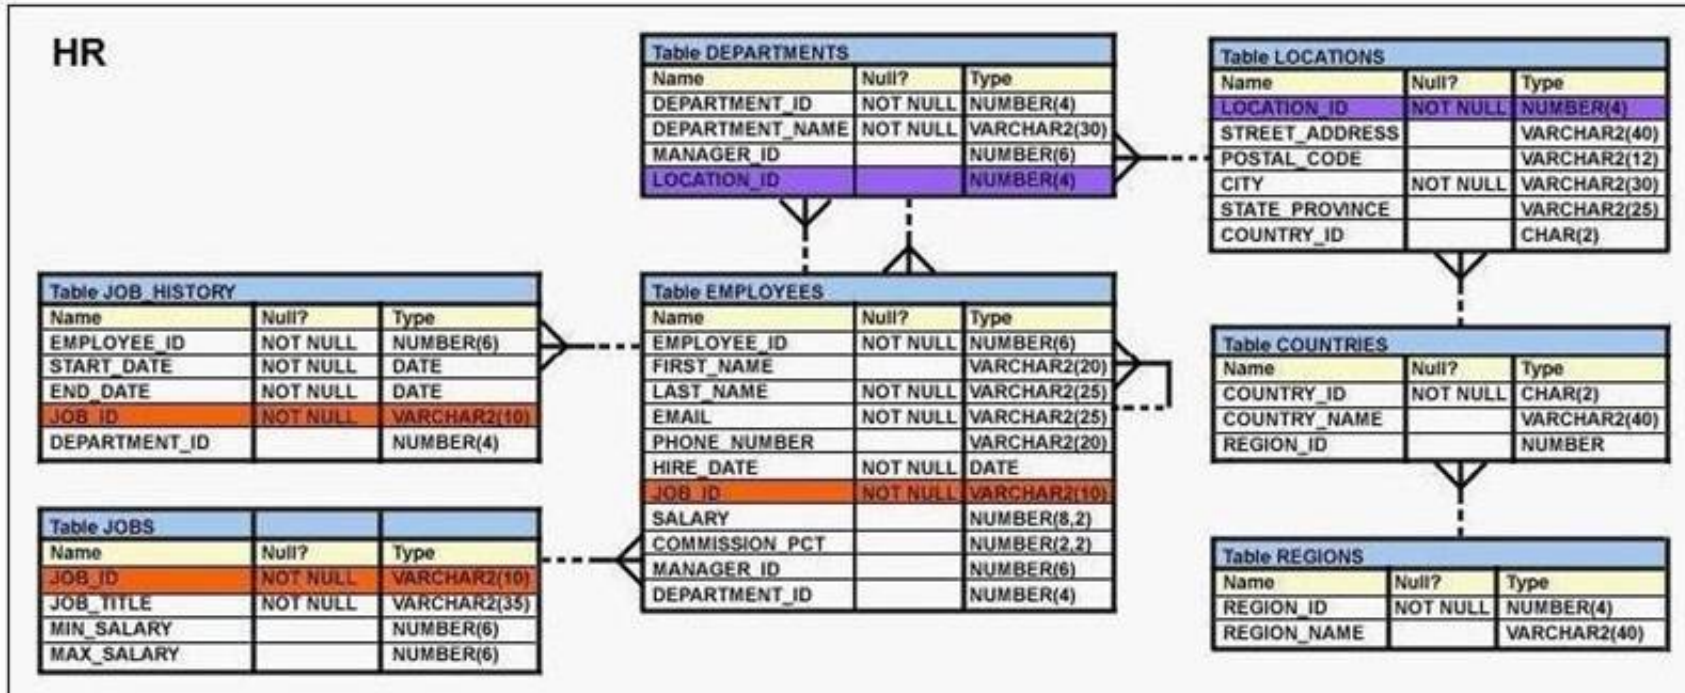 HR
Table DEPARTMENTS
Name Null? Type
DEPARTMENT_ID NOT NULL NUMBER(4)
DEPARTMENT_NAME NOT NULL VARCHAR2(30)
MANAGER_ID NUMBER(6)
LOCATION_ID NUMBER(4)
Table LOCATIONS
Name Null? Type
LOCATION_ID NOT NULL NUMBER(4)
STREET_ADDRESS VARCHAR2(40)
POSTAL_CODE VARCHAR2(12)
CITY NOT NULL VARCHAR2(30)
STATE_PROVINCE VARCHAR2(25)
COUNTRY_ID CHAR(2)
Table JOB_HISTORY
Name Null? Type
EMPLOYEE_ID NOT NULL NUMBER(6)
START_DATE NOT NULL DATE
END_DATE NOT NULL DATE
JOB_ID NOT NULL VARCHAR2(10)
DEPARTMENT_ID NUMBER(4)
Table EMPLOYEES
Name Null? Type
EMPLOYEE_ID NOT NULL NUMBER(6)
FIRST_NAME VARCHAR2(20)
LAST_NAME NOT NULL VARCHAR2(25)
EMAIL NOT NULL VARCHAR2(25)
PHONE_NUMBER VARCHAR2(20)
HIRE_DATE NOT NULL DATE
JOB_ID NOT NULL VARCHAR2(10)
SALARY NUMBER(8,2)
COMMISSION_PCT NUMBER(2,2)
MANAGER_ID NUMBER(6)
DEPARTMENT_ID NUMBER(4)
Table COUNTRIES
Name Null? Type
COUNTRY_ID NOT NULL CHAR(2)
COUNTRY_NAME VARCHAR2(40)
REGION_ID NUMBER
Table JOBS
Name Null? Type
JOB_ID NOT NULL VARCHAR2(10)
JOB_TITLE NOT NULL VARCHAR2(35)
MIN_SALARY NUMBER(6)
MAX_SALARY NUMBER(6)
Table REGIONS
Name Null? Type
REGION_ID NOT NULL NUMBER(4)
REGION_NAME VARCHAR2(40)